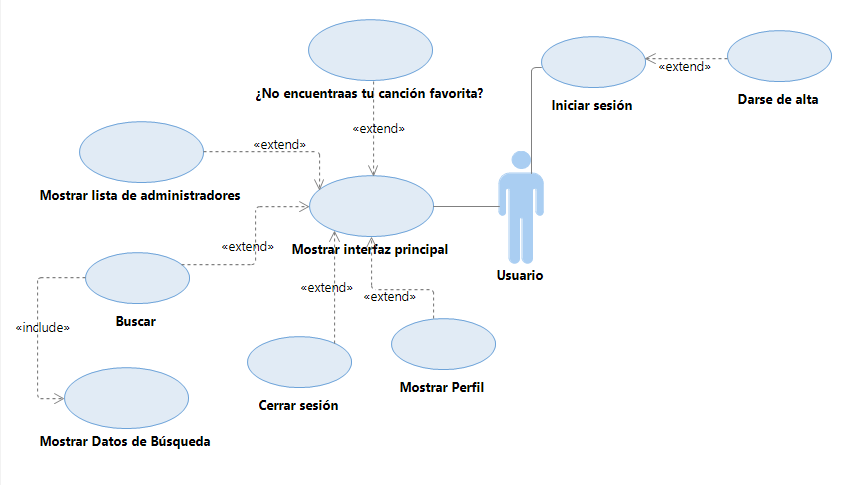 ¿No encuentraas tu canción favorita?
«extend»
Iniciar sesión
«extend»
Darse de alta
Mostrar lista de administradores
«extend»
Mostrar interfaz principal
Usuario
«extend»
Buscar
«include»
Mostrar Datos de Búsqueda
«extend»
Cerrar sesión
«extend»
Mostrar Perfil